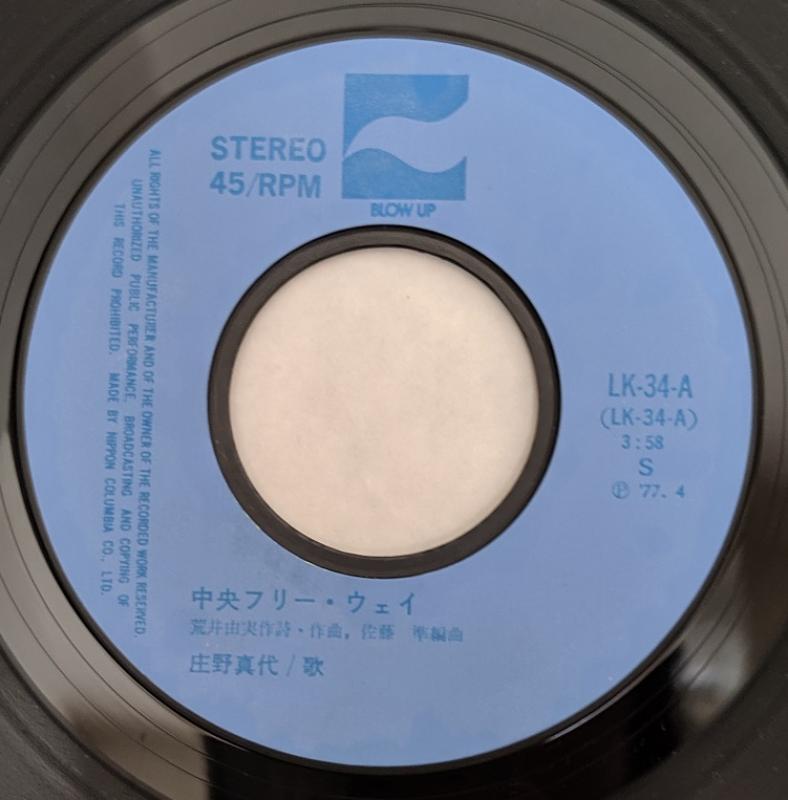 STEREO
45/RPM
BLOW UP
ALL RIGHTS OF THE MANUFACTURER AND OF THE OWNER OF THE RECORDED WORK RESERVED.
UNAUTHORIZED PUBLIC PERFORMANCE, BROADCASTING AND COPYING OF
THIS RECORD PROHIBITED. MADE BY NIPPON COLUMBIA CO., LTD.
LK-34-A
(LK-34-A)
3:58
S
Ⓟ '77. 4
中央フリー・ウェイ
荒井由実作詩・作曲, 佐藤 準編曲
庄野真代 / 歌